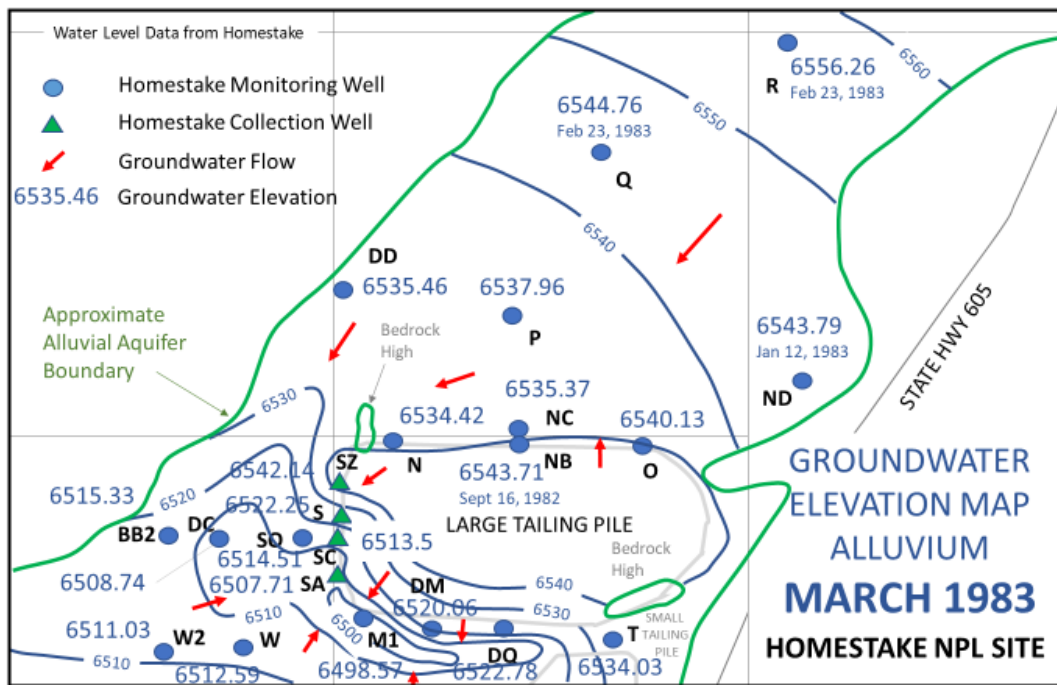 Water Level Data from Homestake
Homestake Monitoring Well
Homestake Collection Well
Groundwater Flow
6535.46 Groundwater Elevation
R
6556.26
Feb 23, 1983
6560
6544.76
Feb 23, 1983
6550
Q
6540
DD
6535.46
6537.96
P
Approximate
Alluvial Aquifer
Boundary
Bedrock
High
6543.79
Jan 12, 1983
ND
STATE HWY 605
6530
6535.37
6534.42
NC
6540.13
N
NB
O
6543.71
Sept 16, 1982
SZ
6542.14
6515.33
6520
6522.25
S
LARGE TAILING PILE
BB2
DC
SQ
6513.5
6514.51
SC
6508.74
6507.71
SA
DM
Bedrock
High
6540
6530
6510
6500
6520.06
SMALL
TAILING
PILE
6511.03
W2
W
M1
DQ
T
6510
6512.59
6498.57
6522.78
6534.03
GROUNDWATER
ELEVATION MAP
ALLUVIUM
MARCH 1983
HOMESTAKE NPL SITE